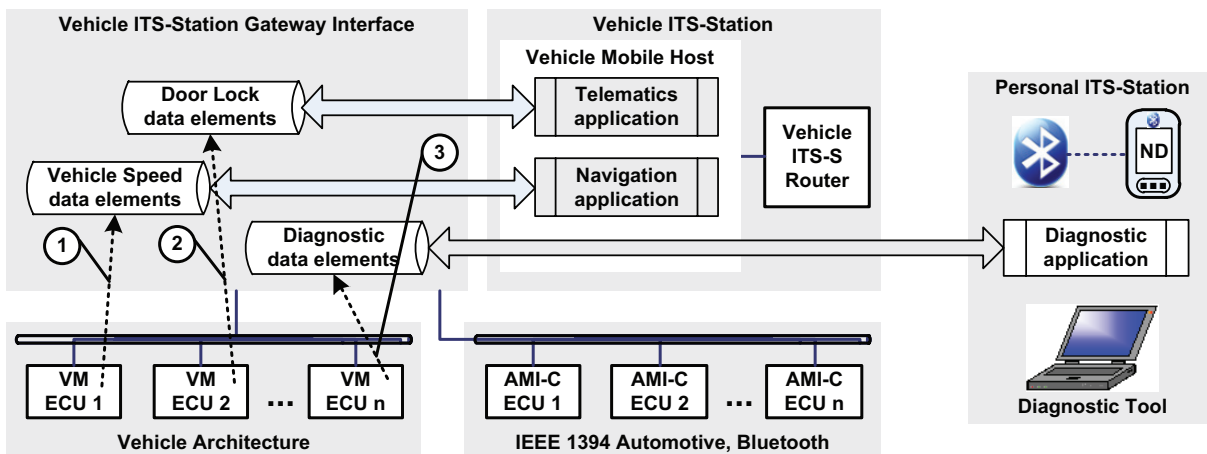 Vehicle ITS-Station Gateway Interface
Door Lock
data elements
Vehicle Speed
data elements
Diagnostic
data elements
1
2
3
Vehicle ITS-Station
Vehicle Mobile Host
Telematics
application
Navigation
application
Vehicle
ITS-S
Router
Personal ITS-Station
ND
Diagnostic
application
Diagnostic Tool
VM
ECU 1
VM
ECU 2
...
VM
ECU n
Vehicle Architecture
AMI-C
ECU 1
AMI-C
ECU 2
...
AMI-C
ECU n
IEEE 1394 Automotive, Bluetooth